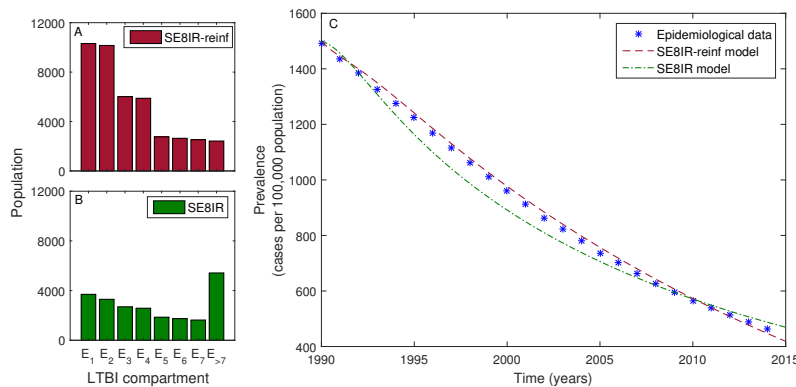 A
SE8IR-reinf
12000
8000
4000
0
B
SE8IR
12000
8000
4000
0
Population
E1 E2 E3 E4 E5 E6 E7 E>7
LTBI compartment
C
Epidemiological data
SE8IR-reinf model
SE8IR model
1600
1400
1200
1000
800
600
400
Prevalence
(cases per 100,000 population)
1990 1995 2000 2005 2010 2015
Time (years)